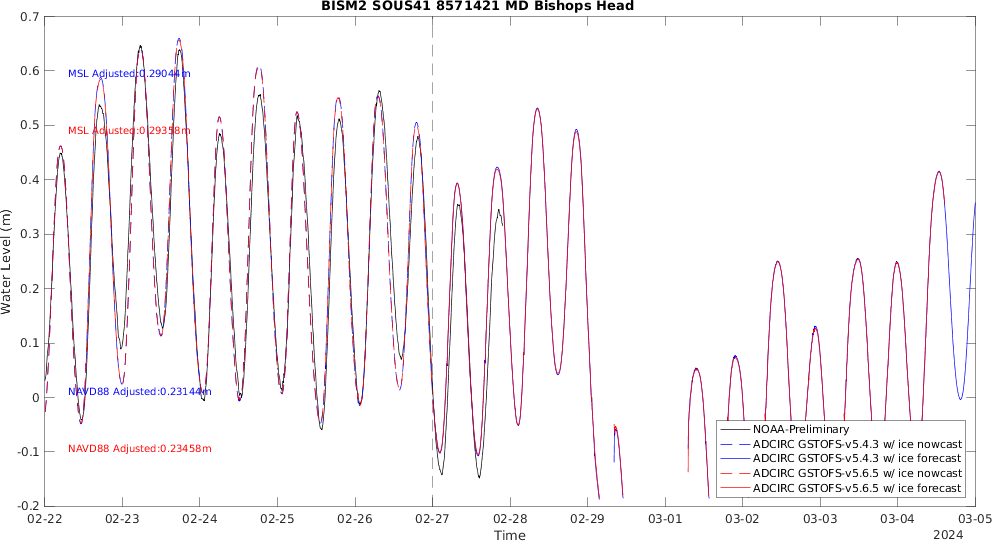 BISM2 SOUS41 8571421 MD Bishops Head
0.7
0.6
0.5
0.4
0.3
0.2
0.1
0
-0.1
-0.2
Water Level (m)
MSL Adjusted:0.29044m
MSL Adjusted:0.29358m
NAVD88 Adjusted:0.23144m
NAVD88 Adjusted:0.23458m
NOAA-Preliminary
ADCIRC GSTOFS-v5.4.3 w/ ice nowcast
ADCIRC GSTOFS-v5.4.3 w/ ice forecast
ADCIRC GSTOFS-v5.6.5 w/ ice nowcast
ADCIRC GSTOFS-v5.6.5 w/ ice forecast
02-22 02-23 02-24 02-25 02-26 02-27 02-28 02-29 03-01 03-02 03-03 03-04 03-05
Time
2024